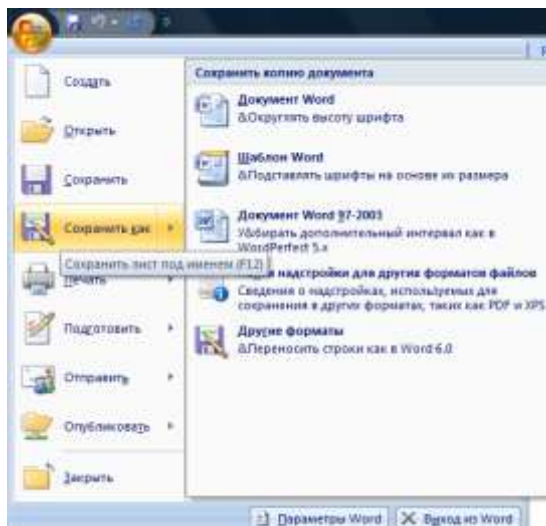 Создать
Открыть
Сохранить
Сохранить как
Сохранить лист под именем (F12)
Печать
Подготовить
Отправить
Опубликовать
Закрыть
Сохранить копию документа
Документ Word
&Округлять высоту шрифта
Шаблон Word
&Подставлять шрифты на основе их размера
Документ Word 97-2003
У&бирать дополнительный интервал как в
WordPerfect 5.x
надстройки для других форматов файлов
Сведения о надстройках, используемых для
сохранения в других форматах, таких как PDF и XPS
Другие форматы
&Переносить строки как в Word 6.0
Параметры Word
Выход из Word